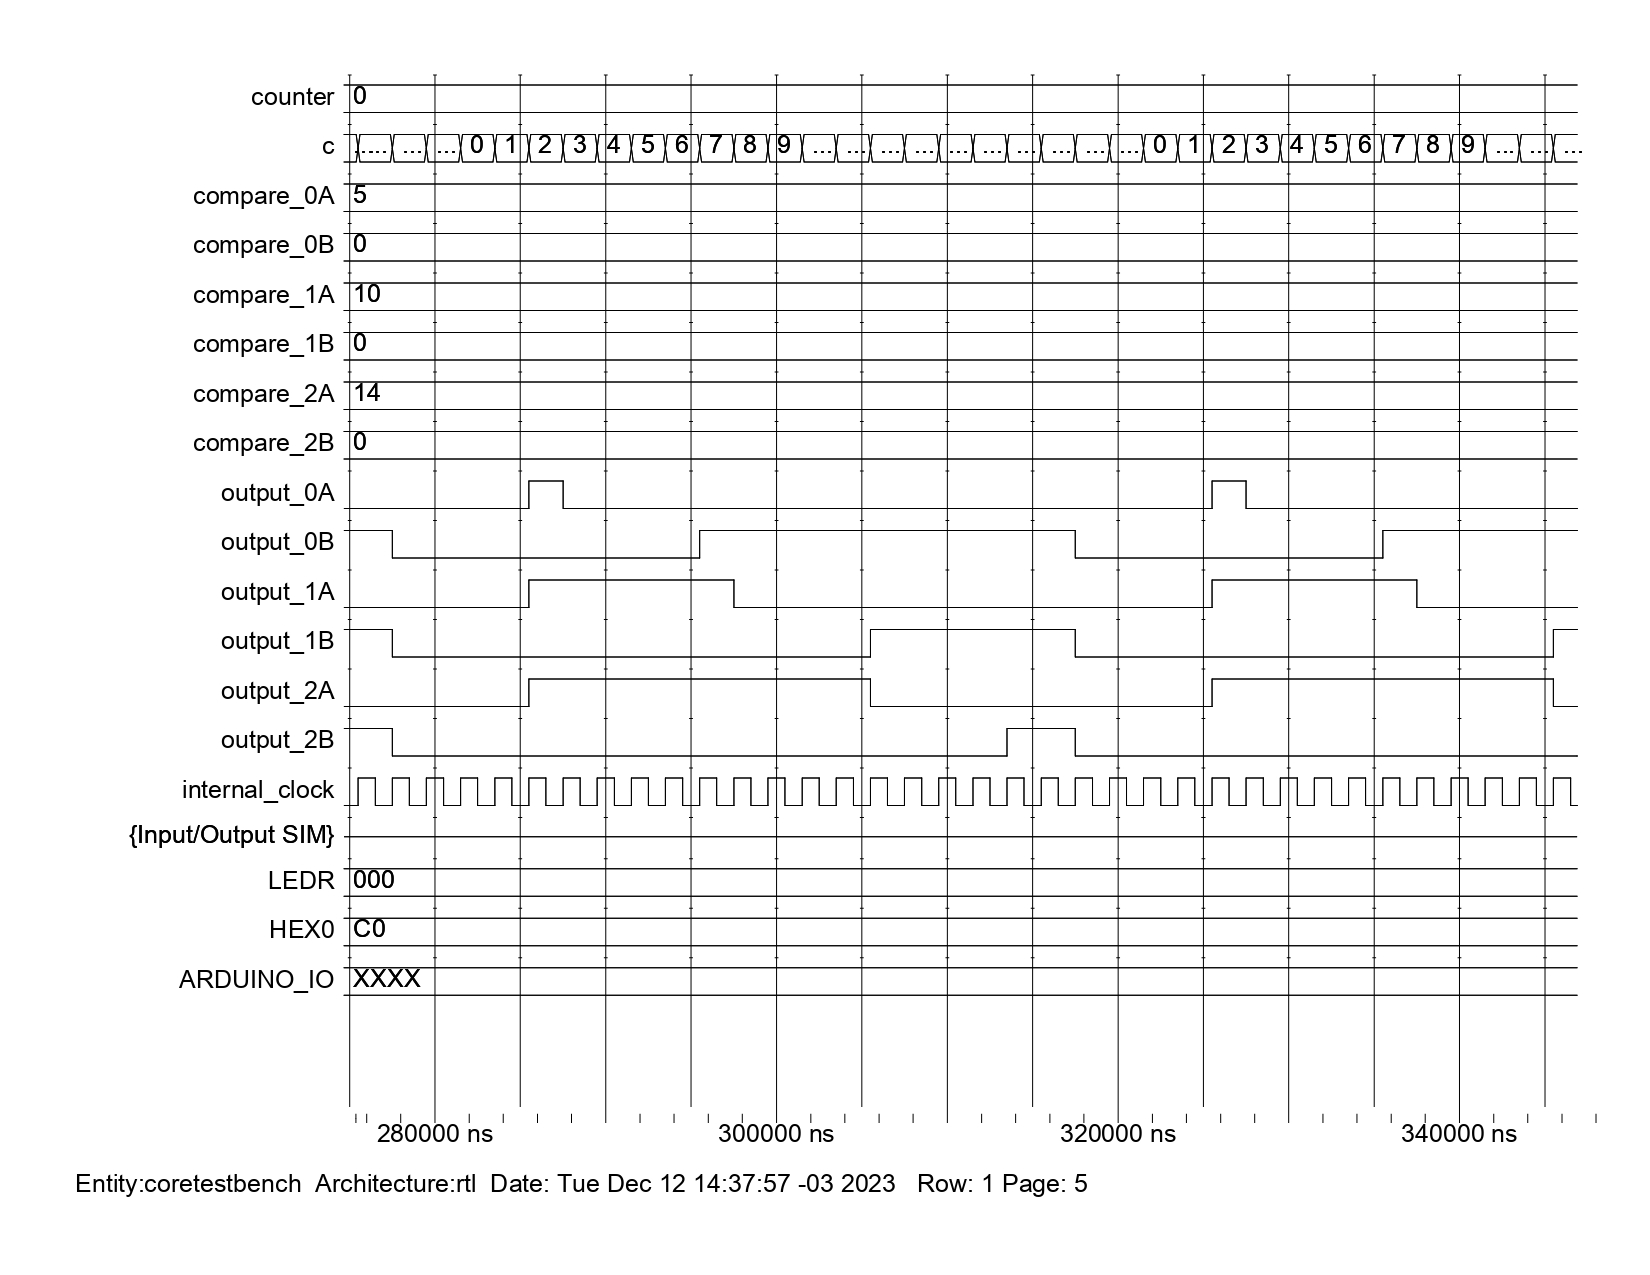 counter 0
c ..... ... ... 0 1 2 3 4 5 6 7 8 9 ... ... ... ... ... ... ... ... ... ... 0 1 2 3 4 5 6 7 8 9 ... ... ...
compare_0A 5
compare_0B 0
compare_1A 10
compare_1B 0
compare_2A 14
compare_2B 0
output_0A
output_0B
output_1A
output_1B
output_2A
output_2B
internal_clock
{Input/Output SIM}
LEDR 000
HEX0 C0
ARDUINO_IO XXXX
280000 ns 300000 ns 320000 ns 340000 ns
Entity:coretestbench Architecture:rtl Date: Tue Dec 12 14:37:57 -03 2023 Row: 1 Page: 5